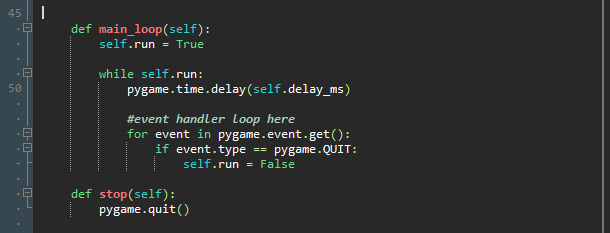 45
def main_loop(self):
self.run = True
while self.run:
50
pygame.time.delay(self.delay_ms)
#event handler loop here
for event in pygame.event.get():
if event.type == pygame.QUIT:
self.run = False
def stop(self):
pygame.quit()